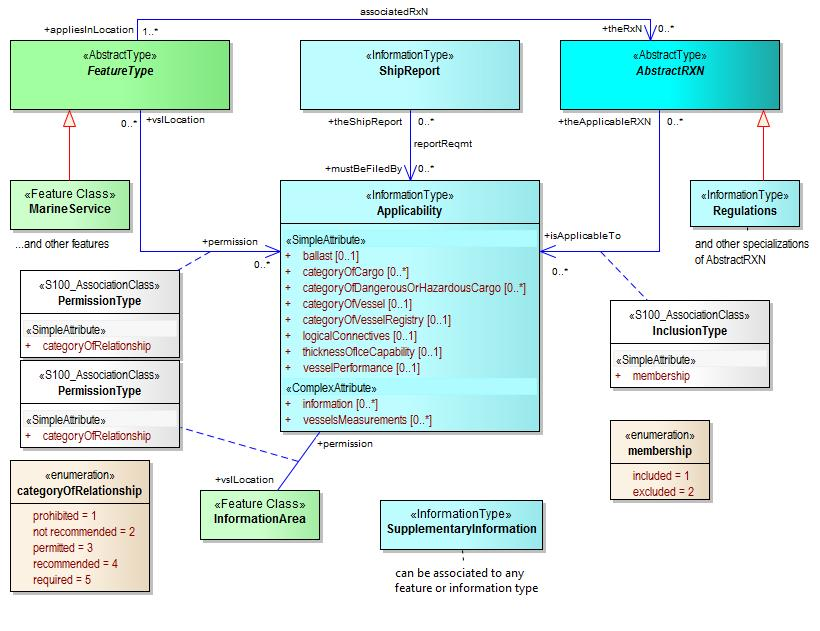 associatedRxN
+appliesInLocation
1..*
+theRxN
0..*
«AbstractType»
FeatureType
«InformationType»
ShipReport
«AbstractType»
AbstractRXN
0..*
+vslLocation
+theShipReport
0..*
+theApplicableRXN
0..*
reportReqmt
+mustBeFiledBy
0..*
«Feature Class»
MarineService
...and other features
«InformationType»
Applicability
«SimpleAttribute»
+ ballast [0..1]
+ categoryOfCargo [0..*]
+ categoryOfDangerousOrHazardousCargo [0..*]
+ categoryOfVessel [0..1]
+ categoryOfVesselRegistry [0..1]
+ logicalConnectives [0..1]
+ thicknessOfIceCapability [0..1]
+ vesselPerformance [0..1]
«ComplexAttribute»
+ information [0..*]
+ vesselsMeasurements [0..*]
«InformationType»
Regulations
and other specializations
of AbstractRXN
+permission
0..*
+isApplicableTo
0..*
«S100_AssociationClass»
PermissionType
«SimpleAttribute»
+ categoryOfRelationship
«S100_AssociationClass»
PermissionType
«SimpleAttribute»
+ categoryOfRelationship
«S100_AssociationClass»
InclusionType
«SimpleAttribute»
+ membership
«enumeration»
membership
included = 1
excluded = 2
+permission
+vslLocation
«enumeration»
categoryOfRelationship
prohibited = 1
not recommended = 2
permitted = 3
recommended = 4
required = 5
«Feature Class»
InformationArea
«InformationType»
SupplementaryInformation
can be associated to any
feature or information type